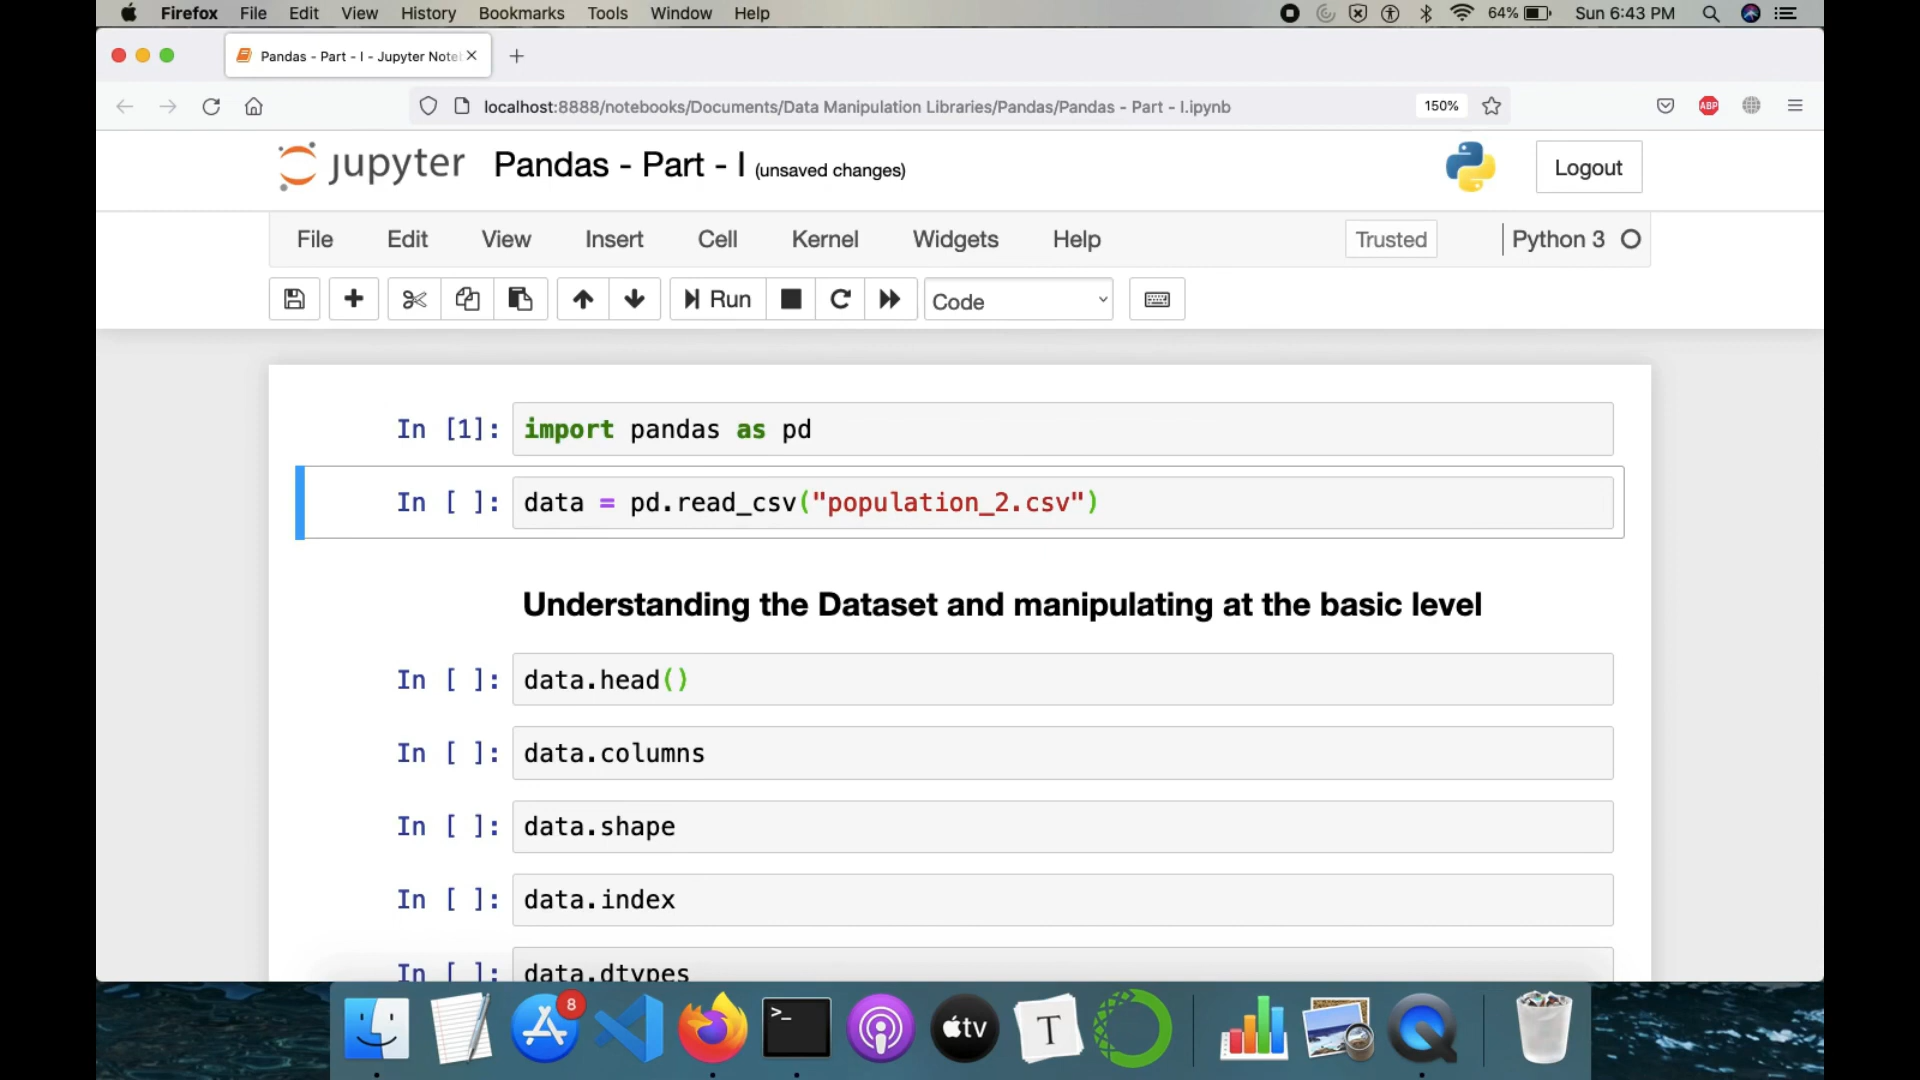 Firefox File Edit View History Bookmarks Tools Window Help 64% Sun 6:43 PM
Pandas - Part - I - Jupyter Note
localhost:8888/notebooks/Documents/Data Manipulation Libraries/Pandas/Pandas - Part - I.ipynb 150% ABP
jupyter Pandas - Part - I (unsaved changes) Logout
File Edit View Insert Cell Kernel Widgets Help Trusted Python 3
Run Code
In [1]: import pandas as pd
In [ ]: data = pd.read_csv("population_2.csv")
Understanding the Dataset and manipulating at the basic level
In [ ]: data.head()
In [ ]: data.columns
In [ ]: data.shape
In [ ]: data.index
In [ ]: data.dtypes
8 >_ tv T